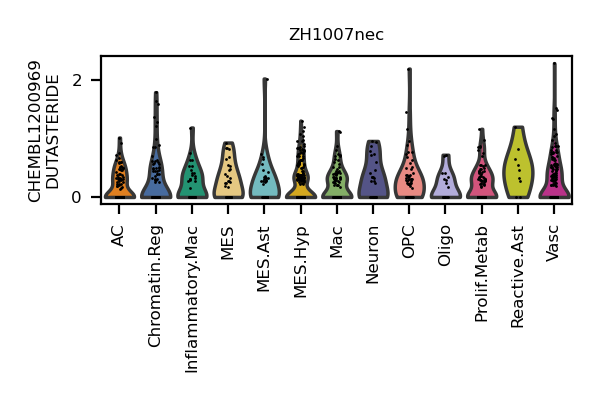 ZH1007nec
CHEMBL1200969
DUTASTERIDE
2
0
AC
Chromatin.Reg
Inflammatory.Mac
MES
MES.Ast
MES.Hyp
Mac
Neuron
OPC
Oligo
Prolif.Metab
Reactive.Ast
Vasc